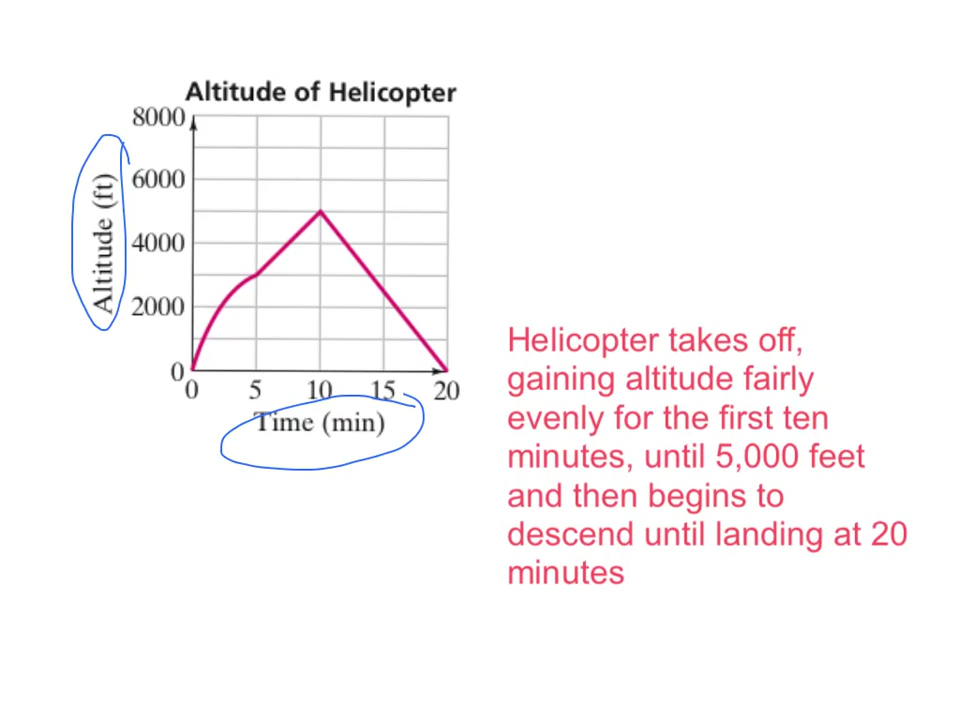 Altitude of Helicopter
8000
6000
4000
2000
0
Altitude (ft)
0 5 10 15 20
Time (min)
Helicopter takes off,
gaining altitude fairly
evenly for the first ten
minutes, until 5,000 feet
and then begins to
descend until landing at 20
minutes